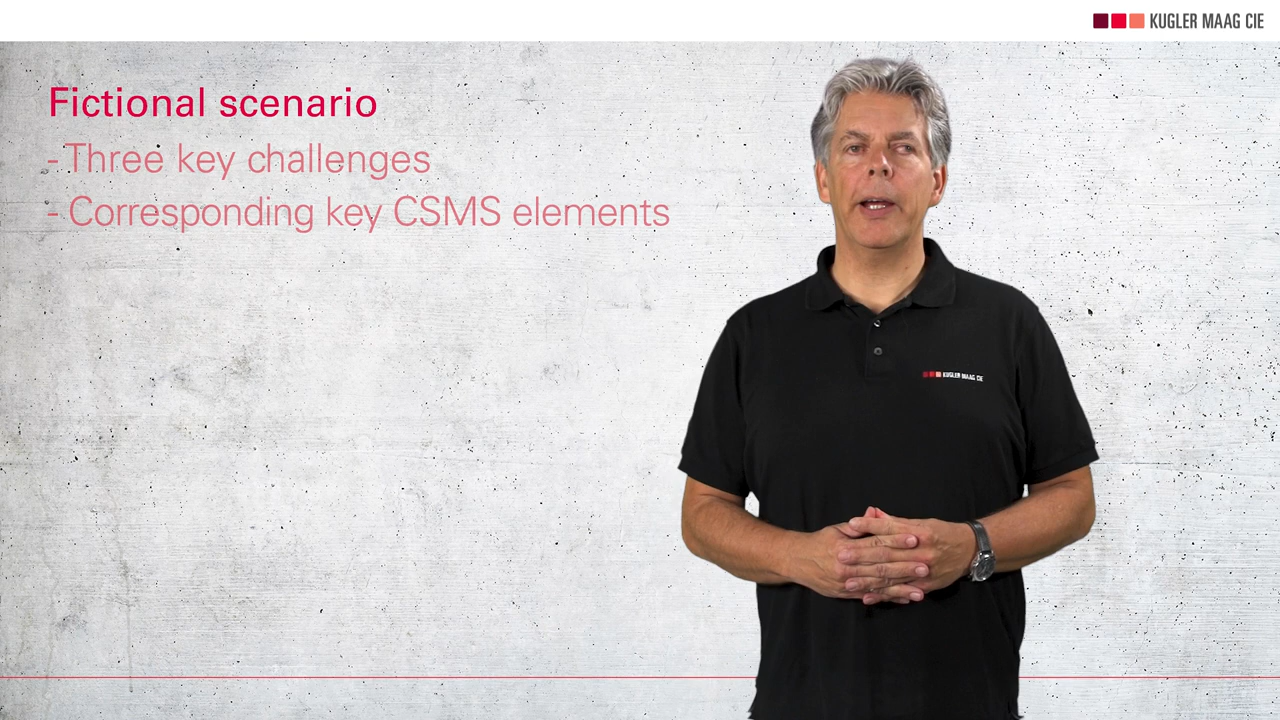 KUGLER MAAG CIE
Fictional scenario
- Three key challenges
- Corresponding key CSMS elements
KUGLER MAAG CIE